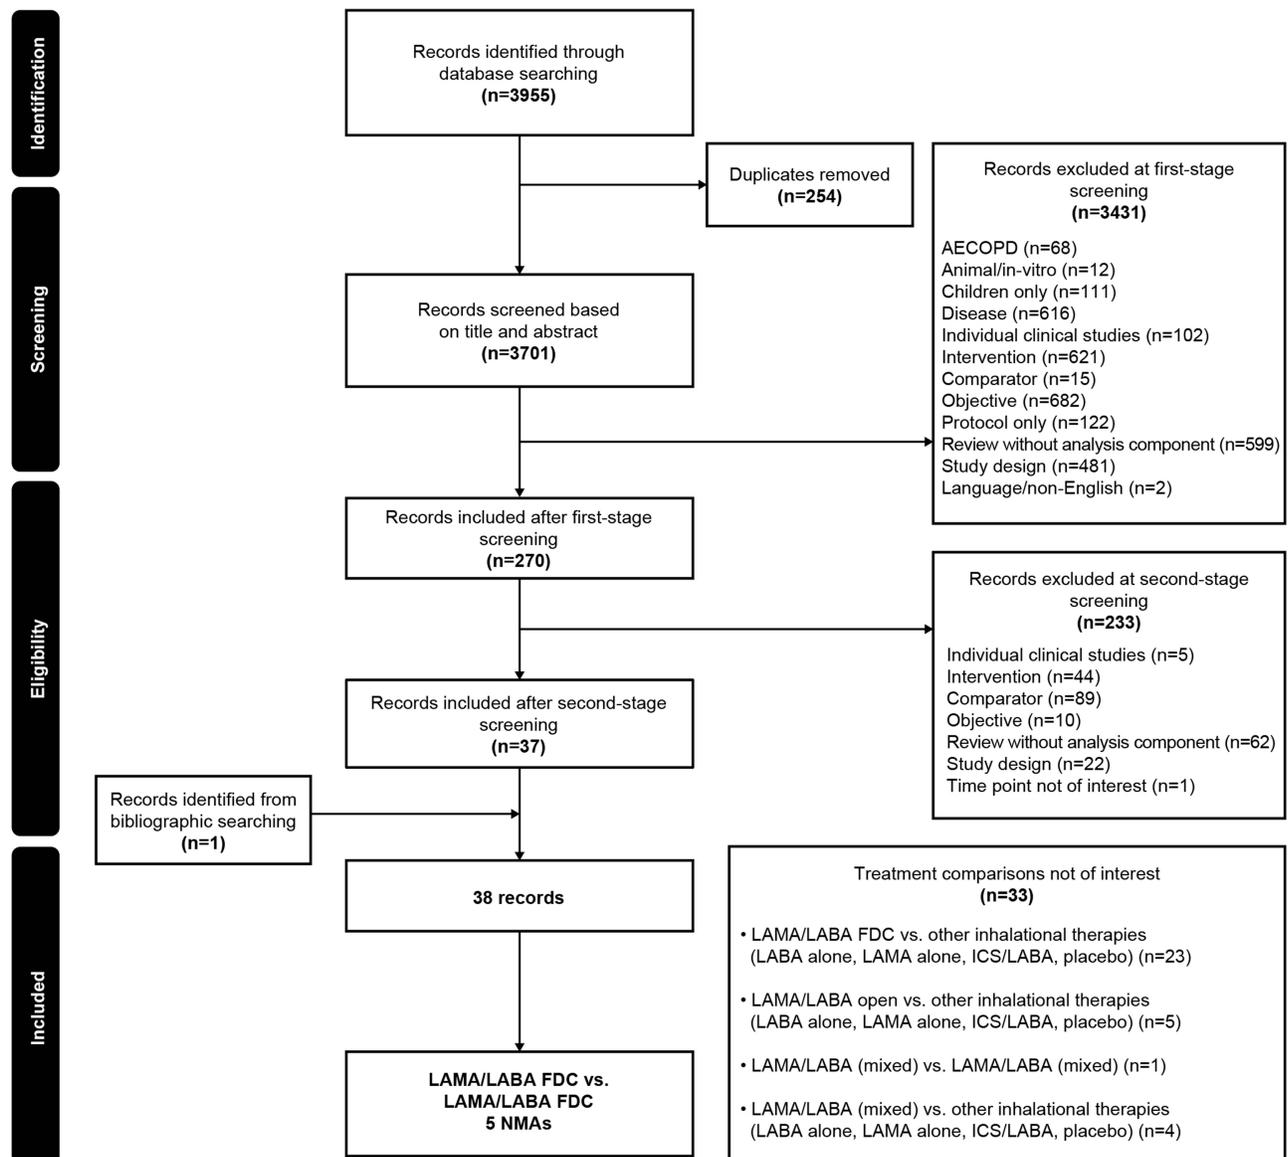 Identification
Records identified through
database searching
(n=3955)
Duplicates removed
(n=254)
Records excluded at first-stage
screening
(n=3431)
AECOPD (n=68)
Animal/in-vitro (n=12)
Children only (n=111)
Disease (n=616)
Individual clinical studies (n=102)
Intervention (n=621)
Comparator (n=15)
Objective (n=682)
Protocol only (n=122)
Review without analysis component (n=599)
Study design (n=481)
Language/non-English (n=2)
Screening
Records screened based
on title and abstract
(n=3701)
Records included after first-stage
screening
(n=270)
Eligibility
Records excluded at second-stage
screening
(n=233)
Individual clinical studies (n=5)
Intervention (n=44)
Comparator (n=89)
Objective (n=10)
Review without analysis component (n=62)
Study design (n=22)
Time point not of interest (n=1)
Records included after second-stage
screening
(n=37)
Records identified from
bibliographic searching
(n=1)
Included
38 records
Treatment comparisons not of interest
(n=33)
• LAMA/LABA FDC vs. other inhalational therapies
(LABA alone, LAMA alone, ICS/LABA, placebo) (n=23)
• LAMA/LABA open vs. other inhalational therapies
(LABA alone, LAMA alone, ICS/LABA, placebo) (n=5)
• LAMA/LABA (mixed) vs. LAMA/LABA (mixed) (n=1)
• LAMA/LABA (mixed) vs. other inhalational therapies
(LABA alone, LAMA alone, ICS/LABA, placebo) (n=4)
LAMA/LABA FDC vs.
LAMA/LABA FDC
5 NMAs